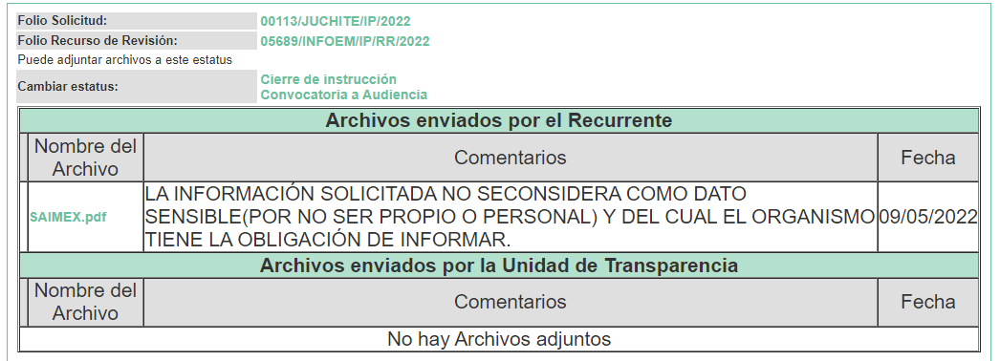 Folio Solicitud: 00113/JUCHITE/IP/2022
Folio Recurso de Revisión: 05689/INFOEM/IP/RR/2022
Puede adjuntar archivos a este estatus
Cambiar estatus: Cierre de instrucción
Convocatoria a Audiencia
Archivos enviados por el Recurrente
Nombre del Archivo Comentarios Fecha
SAIMEX.pdf LA INFORMACIÓN SOLICITADA NO SECONSIDERA COMO DATO
SENSIBLE(POR NO SER PROPIO O PERSONAL) Y DEL CUAL EL ORGANISMO
TIENE LA OBLIGACIÓN DE INFORMAR. 09/05/2022
Archivos enviados por la Unidad de Transparencia
Nombre del Archivo Comentarios Fecha
No hay Archivos adjuntos